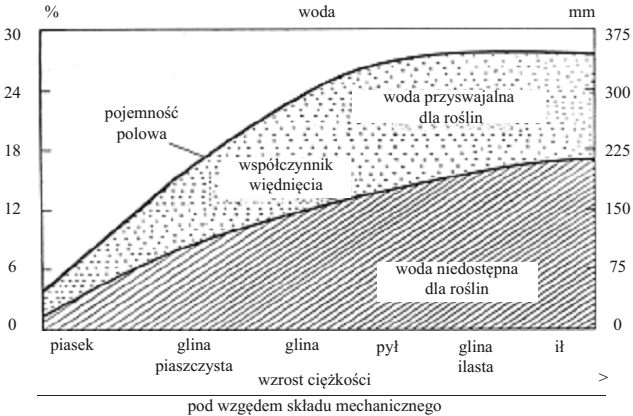 % woda mm
30 375
24 300
18 225
12 150
6 75
0 0
pojemność
polowa
woda przyswajalna
dla roślin
współczynnik
więdnięcia
woda niedostępna
dla roślin
piasek glina piaszczysta glina pył glina ilasta ił
wzrost ciężkości >
pod względem składu mechanicznego